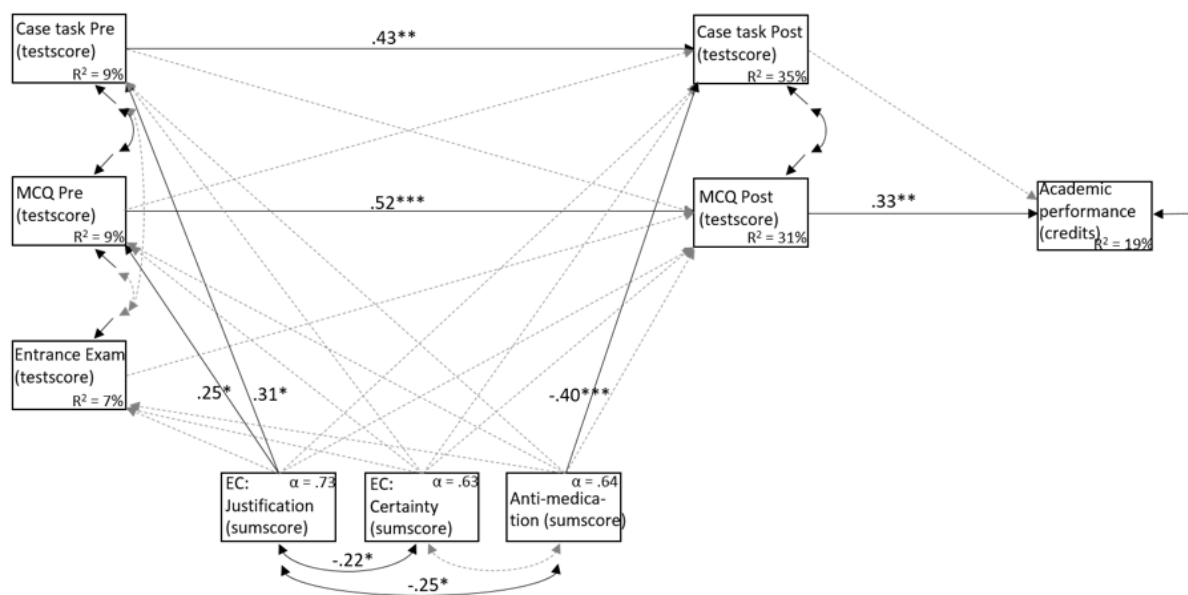 Case task Pre
(testscore)
R² = 9%
.43**
Case task Post
(testscore)
R² = 35%
MCQ Pre
(testscore)
R² = 9%
.52***
MCQ Post
(testscore)
R² = 31%
.33**
Academic
performance
(credits)
R² = 19%
Entrance Exam
(testscore)
R² = 7%
.25*
.31*
-.40***
EC:
α = .73
Justification
(sumscore)
EC:
α = .63
Certainty
(sumscore)
α = .64
Anti-medica-
tion (sumscore)
-.22*
-.25*